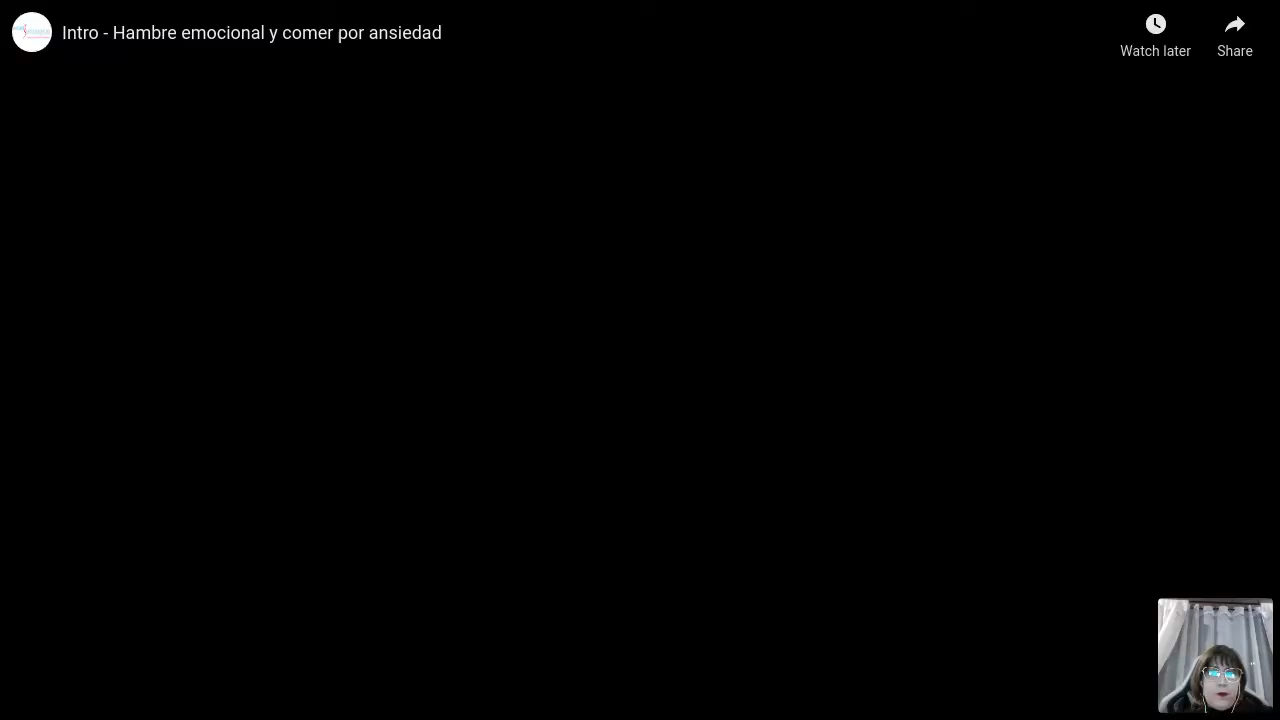 Intro - Hambre emocional y comer por ansiedad
Watch later
Share